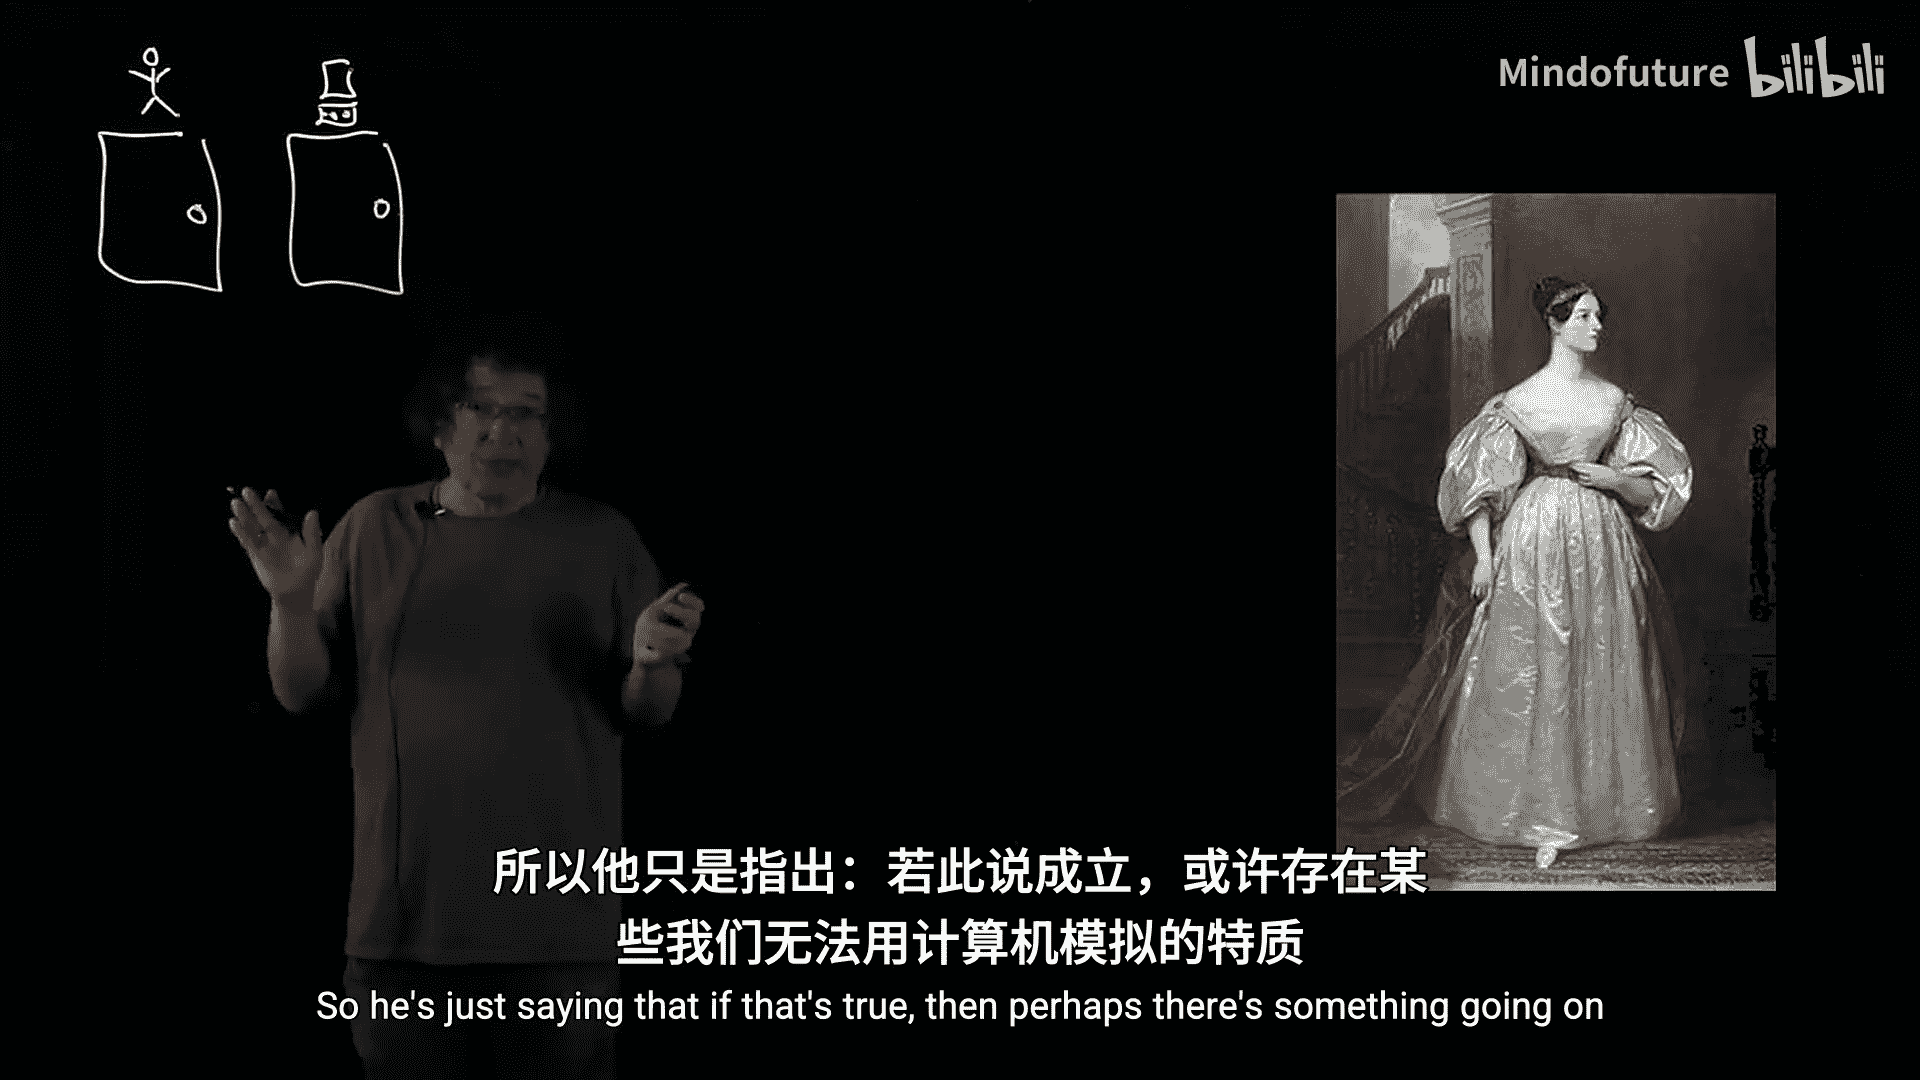 Mindofuture bilibili
所以他只是指出：若此说成立，或许存在某
些我们无法用计算机模拟的特质
So he's just saying that if that's true, then perhaps there's something going on